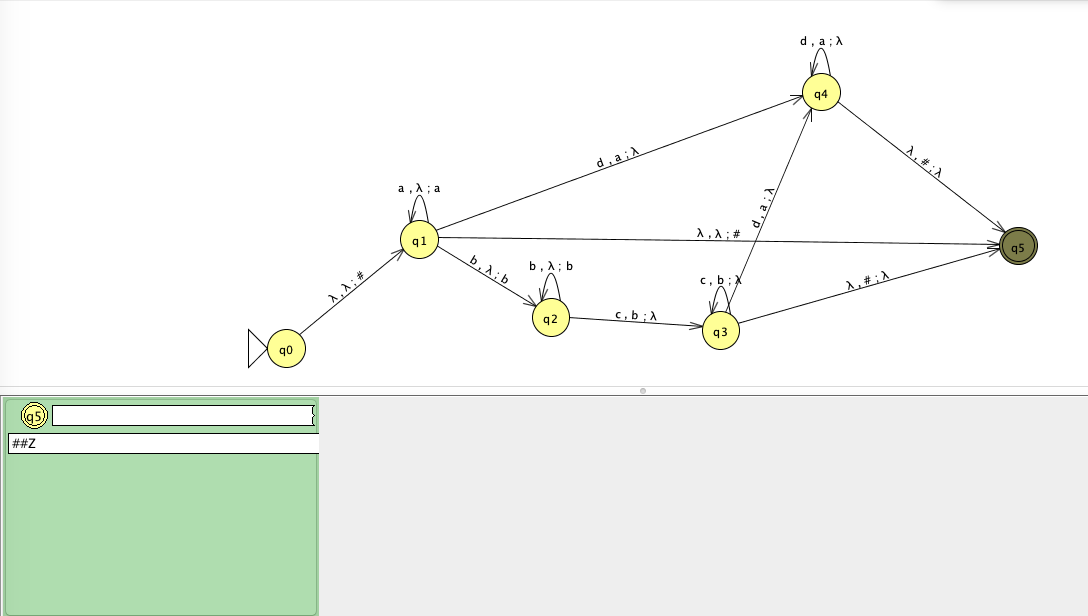 d , a ; λ
q4
d , a ; λ
λ , # ; λ
a , λ ; a
d , a ; λ
q1
λ , λ ; #
q5
b , λ ; b
b , λ ; b
c , b ; λ
λ , # ; λ
λ , λ ; #
q2
c , b ; λ
q3
q0
q5
##Z